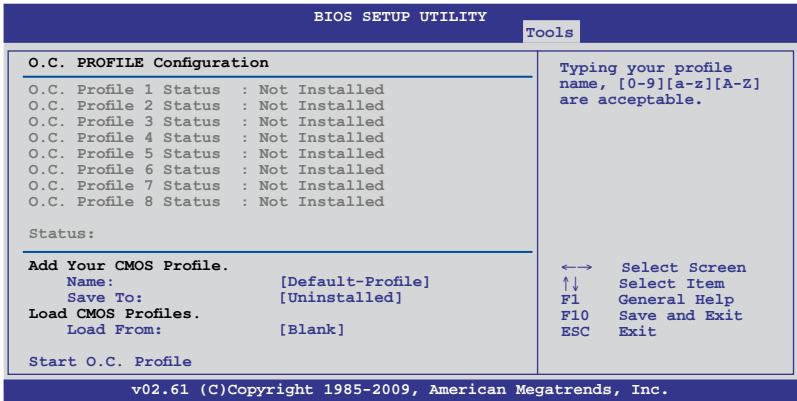 BIOS SETUP UTILITY
Tools
O.C. PROFILE Configuration
O.C. Profile 1 Status : Not Installed
O.C. Profile 2 Status : Not Installed
O.C. Profile 3 Status : Not Installed
O.C. Profile 4 Status : Not Installed
O.C. Profile 5 Status : Not Installed
O.C. Profile 6 Status : Not Installed
O.C. Profile 7 Status : Not Installed
O.C. Profile 8 Status : Not Installed
Status:
Add Your CMOS Profile.
Name: [Default-Profile]
Save To: [Uninstalled]
Load CMOS Profiles.
Load From: [Blank]
Start O.C. Profile
Typing your profile
name, [0-9][a-z][A-Z]
are acceptable.
←→ Select Screen
↑↓ Select Item
F1 General Help
F10 Save and Exit
ESC Exit
v02.61 (C)Copyright 1985-2009, American Megatrends, Inc.